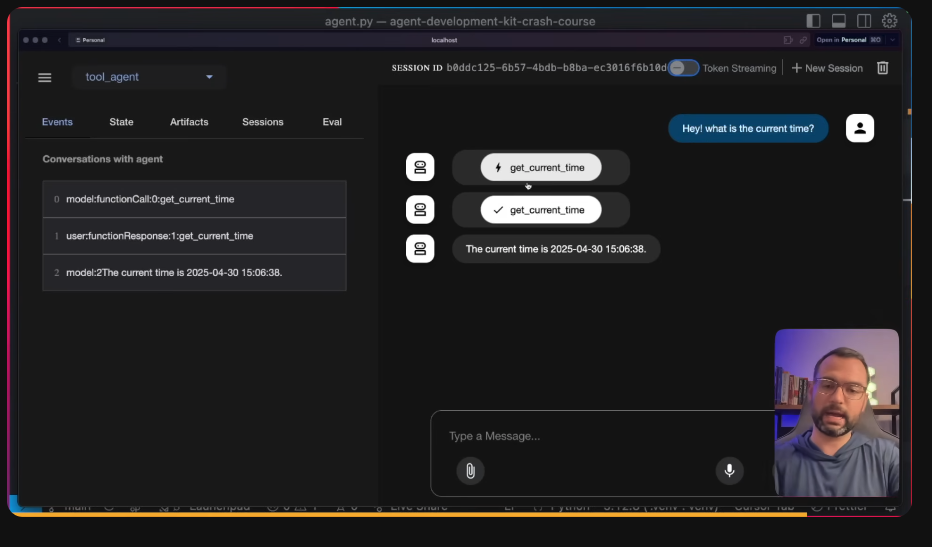 agent.py — agent-development-kit-crash-course
Personal
localhost
Open in Personal
tool_agent
SESSION ID b0ddc125-6b57-4bdb-b8ba-ec3016f6b10d
Token Streaming
+ New Session
Events State Artifacts Sessions Eval
Conversations with agent
0 model:functionCall:0:get_current_time
1 user:functionResponse:1:get_current_time
2 model:2The current time is 2025-04-30 15:06:38.
Hey! what is the current time?
get_current_time
get_current_time
The current time is 2025-04-30 15:06:38.
Type a Message...
main Launchpad Live Share LF Python Cursor Tab Prettier